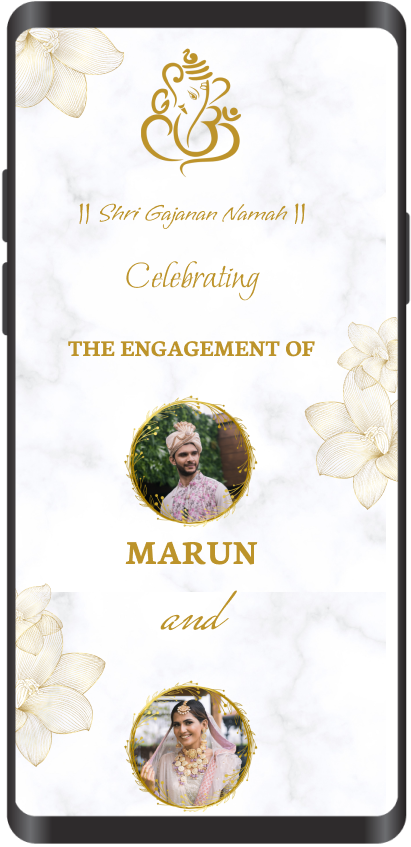 || Shri Gajanan Namah ||
Celebrating
THE ENGAGEMENT OF
MARUN
and